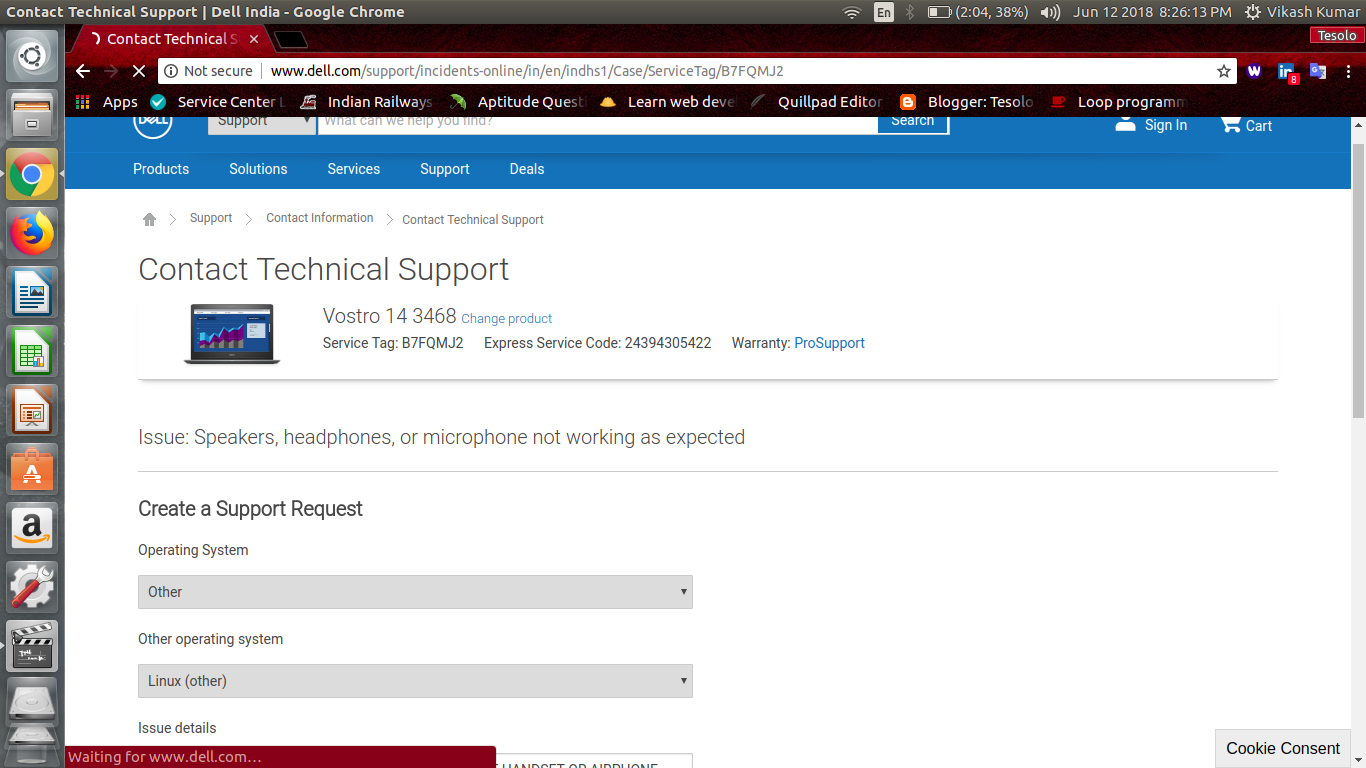 Contact Technical Support | Dell India - Google Chrome
En
(2:04, 38%)
Jun 12 2018 8:26:13 PM
Vikash Kumar
Contact Technical S
Tesolo
Not secure
www.dell.com/support/incidents-online/in/en/indhs1/Case/ServiceTag/B7FQMJ2
8
Apps
Service Center L
Indian Railways
Aptitude Quest
Learn web deve
Quillpad Editor
Blogger: Tesolo
Loop programm
DELL
Support
What can we help you find?
Search
Sign In
Cart
Products
Solutions
Services
Support
Deals
Support
Contact Information
Contact Technical Support
Contact Technical Support
Vostro 14 3468 Change product
Service Tag: B7FQMJ2
Express Service Code: 24394305422
Warranty: ProSupport
Issue: Speakers, headphones, or microphone not working as expected
Create a Support Request
Operating System
Other
Other operating system
Linux (other)
Issue details
HANDSET OR AIRPHONE
Waiting for www.dell.com...
Cookie Consent